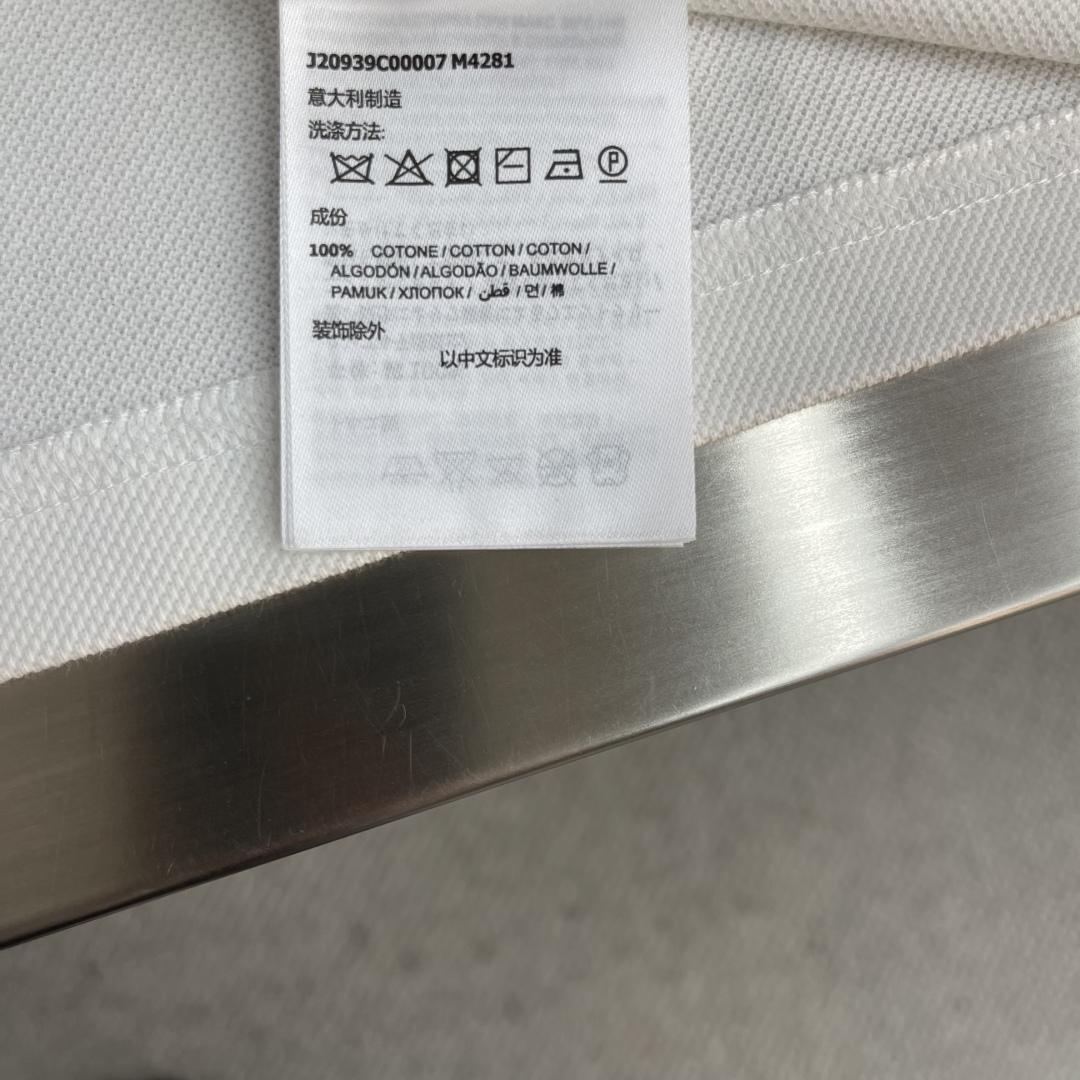 J20939C00007 M4281
意大利制造
洗涤方法:
P
成份
100% COTONE / COTTON / COTON /
ALGODÓN / ALGODÃO / BAUMWOLLE /
PAMUK / ХЛОПОК / قطن / 면 / 棉
装饰除外
以中文标识为准